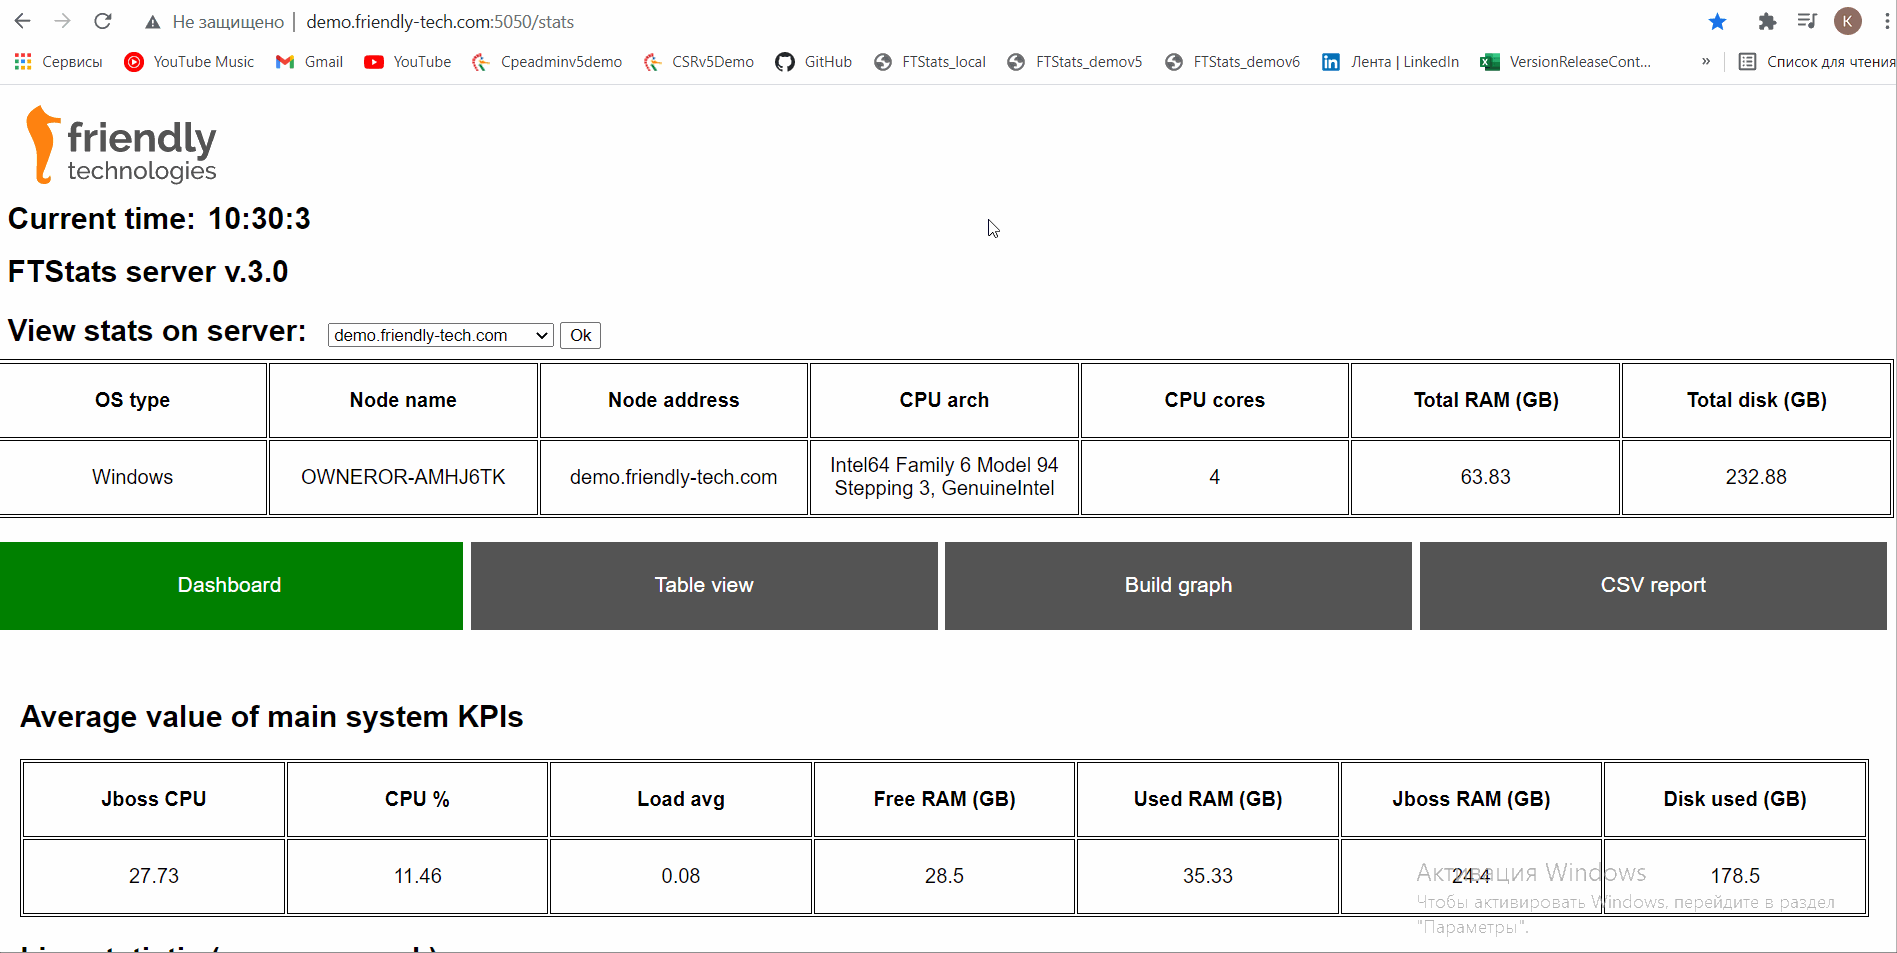 Не защищено | demo.friendly-tech.com:5050/stats
К
Сервисы YouTube Music Gmail YouTube Cpeadminv5demo CSRv5Demo GitHub FTStats_local FTStats_demov5 FTStats_demov6 Лента | LinkedIn VersionReleaseCont... » Список для чтения
friendly
technologies
Current time: 10:30:3
FTStats server v.3.0
View stats on server: demo.friendly-tech.com Ok
OS type Node name Node address CPU arch CPU cores Total RAM (GB) Total disk (GB)
Windows OWNEROR-AMHJ6TK demo.friendly-tech.com Intel64 Family 6 Model 94 4 63.83 232.88
Stepping 3, GenuineIntel
Dashboard Table view Build graph CSV report
Average value of main system KPIs
Jboss CPU CPU % Load avg Free RAM (GB) Used RAM (GB) Jboss RAM (GB) Disk used (GB)
27.73 11.46 0.08 28.5 35.33 24.4 178.5
Активация Windows
Чтобы активировать Windows, перейдите в раздел
"Параметры".